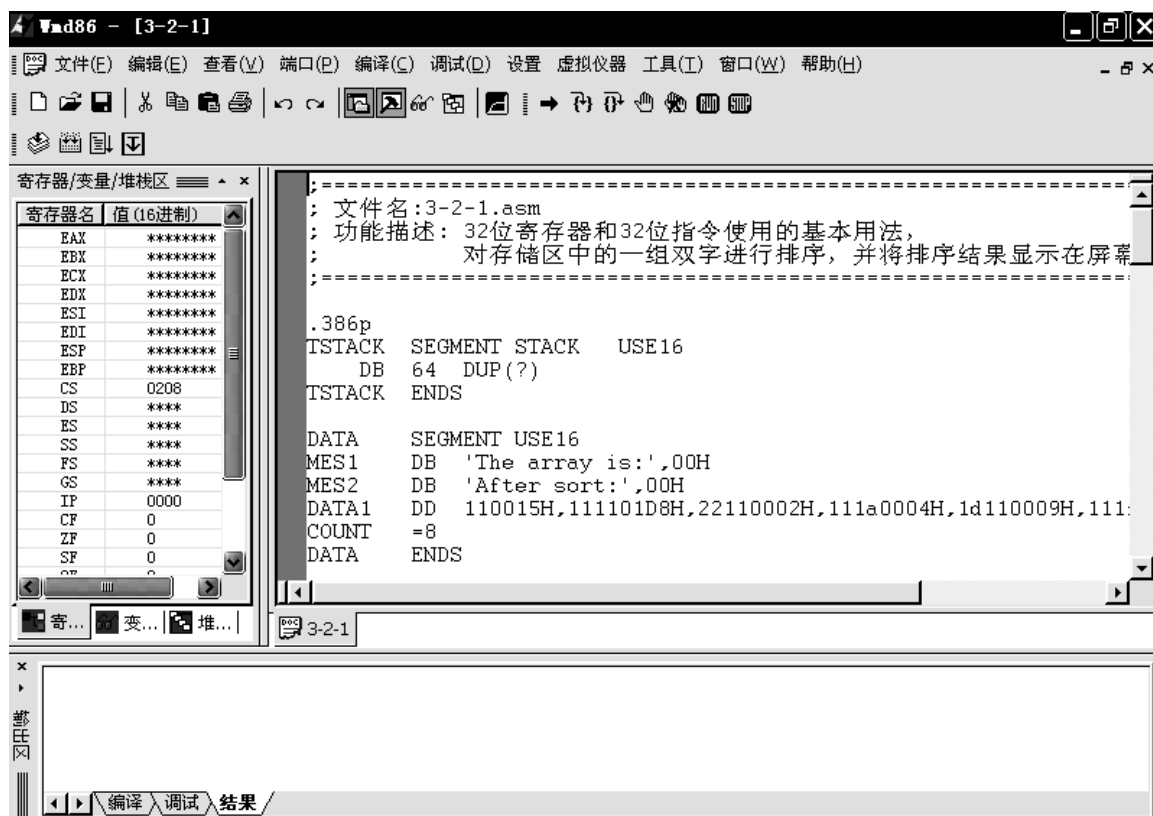 Wmd86 - [3-2-1]
文件(F) 编辑(E) 查看(V) 端口(P) 编译(C) 调试(D) 设置 虚拟仪器 工具(T) 窗口(W) 帮助(H)
寄存器/变量/堆栈区
寄存器名 值(16进制)
EAX ********
EBX ********
ECX ********
EDX ********
ESI ********
EDI ********
ESP ********
EBP ********
CS 0208
DS ****
ES ****
SS ****
FS ****
GS ****
IP 0000
CF 0
ZF 0
SF 0
寄... 变... 堆...
;===============================================================
; 文件名:3-2-1.asm
; 功能描述: 32位寄存器和32位指令使用的基本用法,
; 对存储区中的一组双字进行排序, 并将排序结果显示在屏幕
;===============================================================
.386p
TSTACK SEGMENT STACK USE16
DB 64 DUP(?)
TSTACK ENDS
DATA SEGMENT USE16
MES1 DB 'The array is:',00H
MES2 DB 'After sort:',00H
DATA1 DD 110015H,111101D8H,22110002H,111a0004H,1d110009H,111
COUNT =8
DATA ENDS
3-2-1
输出区
编译 调试 结果